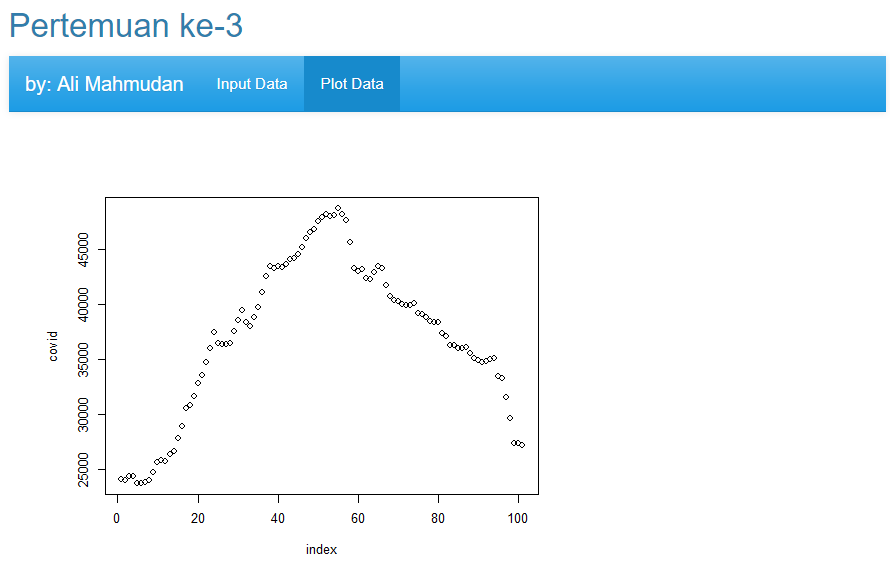 Pertemuan ke-3
by: Ali Mahmudan Input Data Plot Data
covid
45000
40000
35000
30000
25000
0 20 40 60 80 100
index